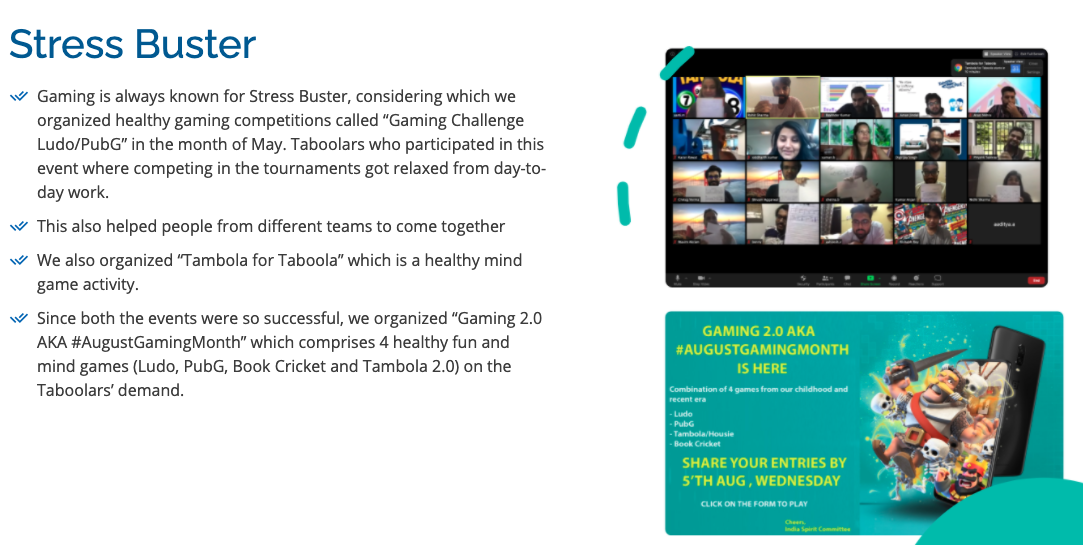 Stress Buster
Gaming is always known for Stress Buster, considering which we
organized healthy gaming competitions called “Gaming Challenge
Ludo/PubG” in the month of May. Taboolars who participated in this
event where competing in the tournaments got relaxed from day-to-
day work.
This also helped people from different teams to come together
We also organized “Tambola for Taboola” which is a healthy mind
game activity.
Since both the events were so successful, we organized “Gaming 2.0
AKA #AugustGamingMonth” which comprises 4 healthy fun and
mind games (Ludo, PubG, Book Cricket and Tambola 2.0) on the
Taboolars’ demand.
Tambola for Taboola
aaditya.a
GAMING 2.0 AKA
#AUGUSTGAMINGMONTH
IS HERE
Combination of 4 games from our childhood and
recent era
- Ludo
- PubG
- Tambola/Housie
- Book Cricket
SHARE YOUR ENTRIES BY
5'TH AUG , WEDNESDAY
CLICK ON THE FORM TO PLAY
Cheers,
India Spirit Committee